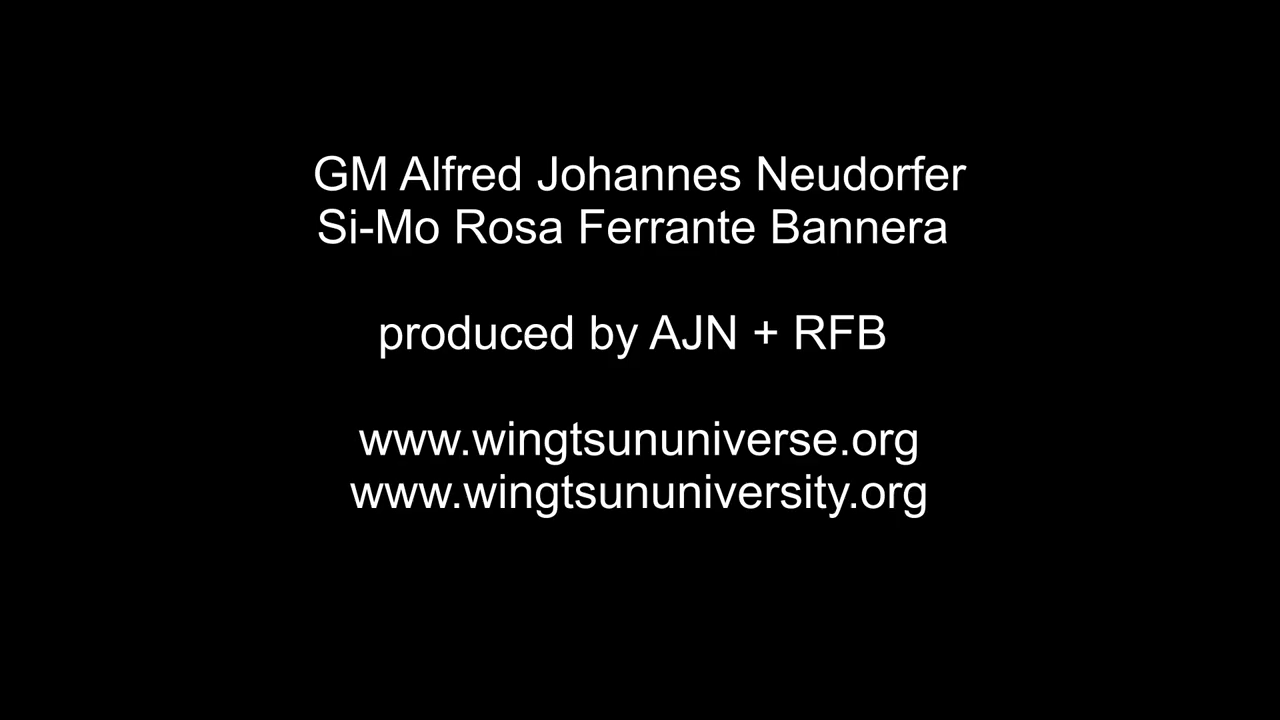 GM Alfred Johannes Neudorfer
Si-Mo Rosa Ferrante Bannera
produced by AJN + RFB
www.wingtsununiverse.org
www.wingtsununiversity.org